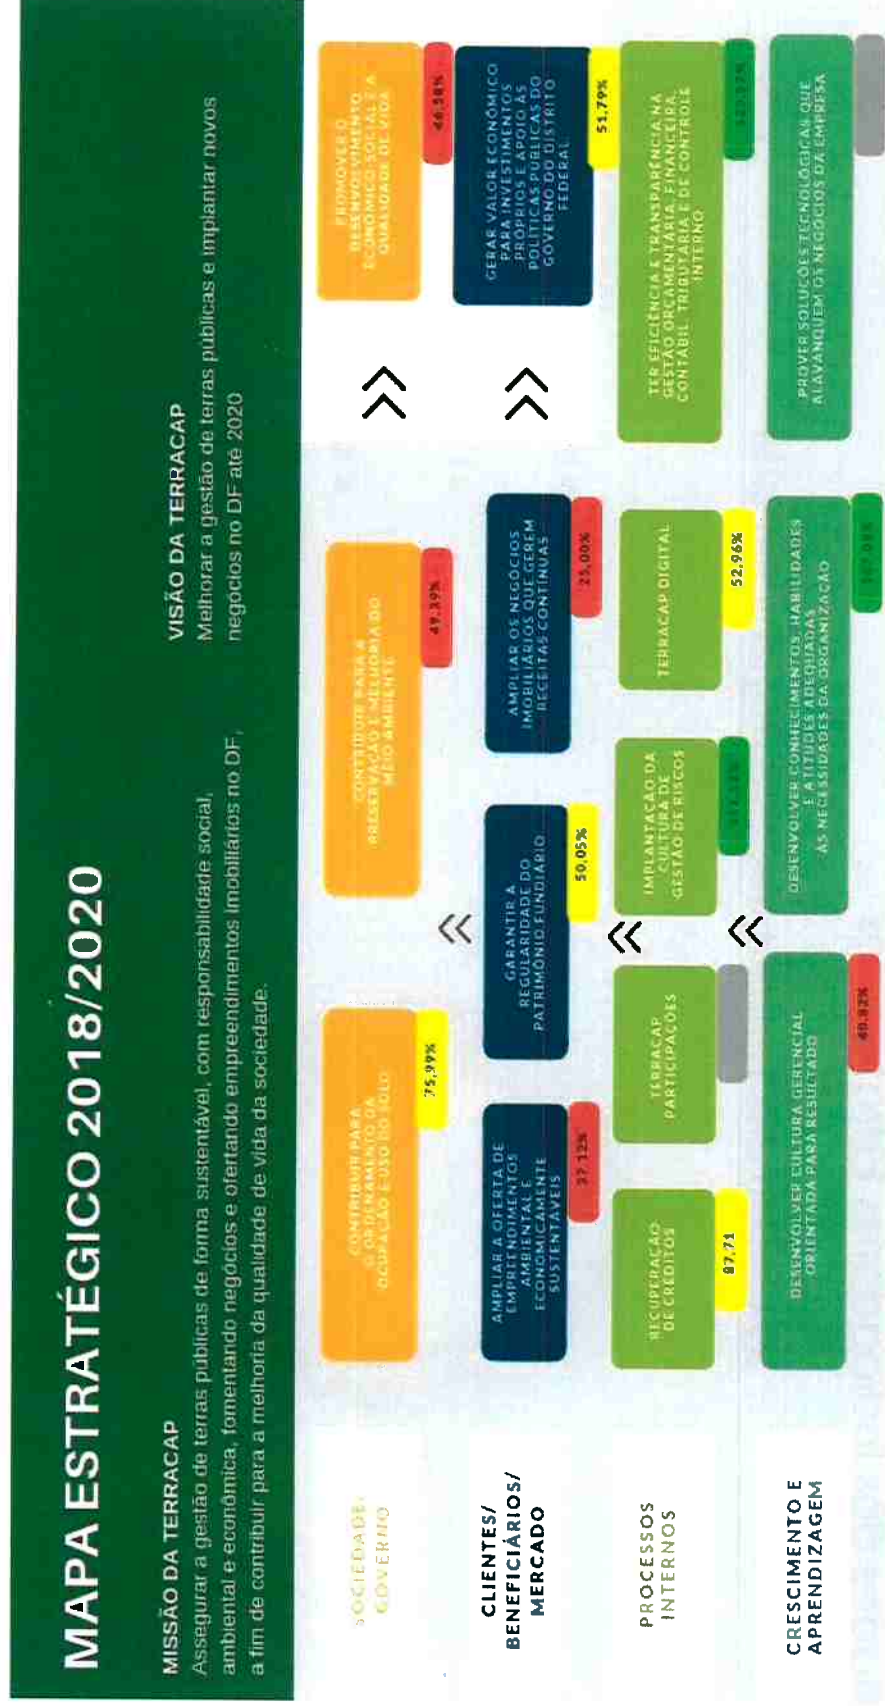 MAPA ESTRATÉGICO 2018/2020
MISSÃO DA TERRACAP
Assegurar a gestão de terras públicas de forma sustentável, com responsabilidade social,
ambiental e econômica, fomentando negócios e ofertando empreendimentos imobiliários no DF,
a fim de contribuir para a melhoria da qualidade de vida da sociedade.
VISÃO DA TERRACAP
Melhorar a gestão de terras públicas e implantar novos
negócios no DF até 2020
SOCIEDADE/
GOVERNO
CONTRIBUIR PARA
O ORDENAMENTO DA
OCUPAÇÃO E USO DO SOLO
75,99%
CONTRIBUIR PARA A
PRESERVAÇÃO E MELHORIA DO
MEIO AMBIENTE
49,39%
PROMOVER O
DESENVOLVIMENTO
ECONÔMICO, SOCIAL E A
QUALIDADE DE VIDA
46,58%
CLIENTES/
BENEFICIÁRIOS/
MERCADO
AMPLIAR A OFERTA DE
EMPREENDIMENTOS
AMBIENTAL E
ECONOMICAMENTE
SUSTENTÁVEIS
37,12%
GARANTIR A
REGULARIDADE DO
PATRIMÔNIO FUNDIÁRIO
50,05%
AMPLIAR OS NEGÓCIOS
IMOBILIÁRIOS QUE GEREM
RECEITAS CONTÍNUAS
25,00%
GERAR VALOR ECONÔMICO
PARA INVESTIMENTOS
PRÓPRIOS E APOIO ÀS
POLÍTICAS PÚBLICAS DO
GOVERNO DO DISTRITO
FEDERAL
51,79%
PROCESSOS
INTERNOS
RECUPERAÇÃO
DE CRÉDITOS
87,71
TERRACAP
PARTICIPAÇÕES
IMPLANTAÇÃO DA
CULTURA DE
GESTÃO DE RISCOS
TERRACAP DIGITAL
52,96%
TER EFICIÊNCIA E TRANSPARÊNCIA NA
GESTÃO ORÇAMENTÁRIA, FINANCEIRA,
CONTÁBIL, TRIBUTÁRIA E DE CONTROLE
INTERNO
CRESCIMENTO E
APRENDIZAGEM
DESENVOLVER CULTURA GERENCIAL
ORIENTADA PARA RESULTADO
40,82%
DESENVOLVER CONHECIMENTOS, HABILIDADES
E ATITUDES ADEQUADAS
ÀS NECESSIDADES DA ORGANIZAÇÃO
PROVER SOLUÇÕES TECNOLÓGICAS QUE
ALAVANQUEM OS NEGÓCIOS DA EMPRESA